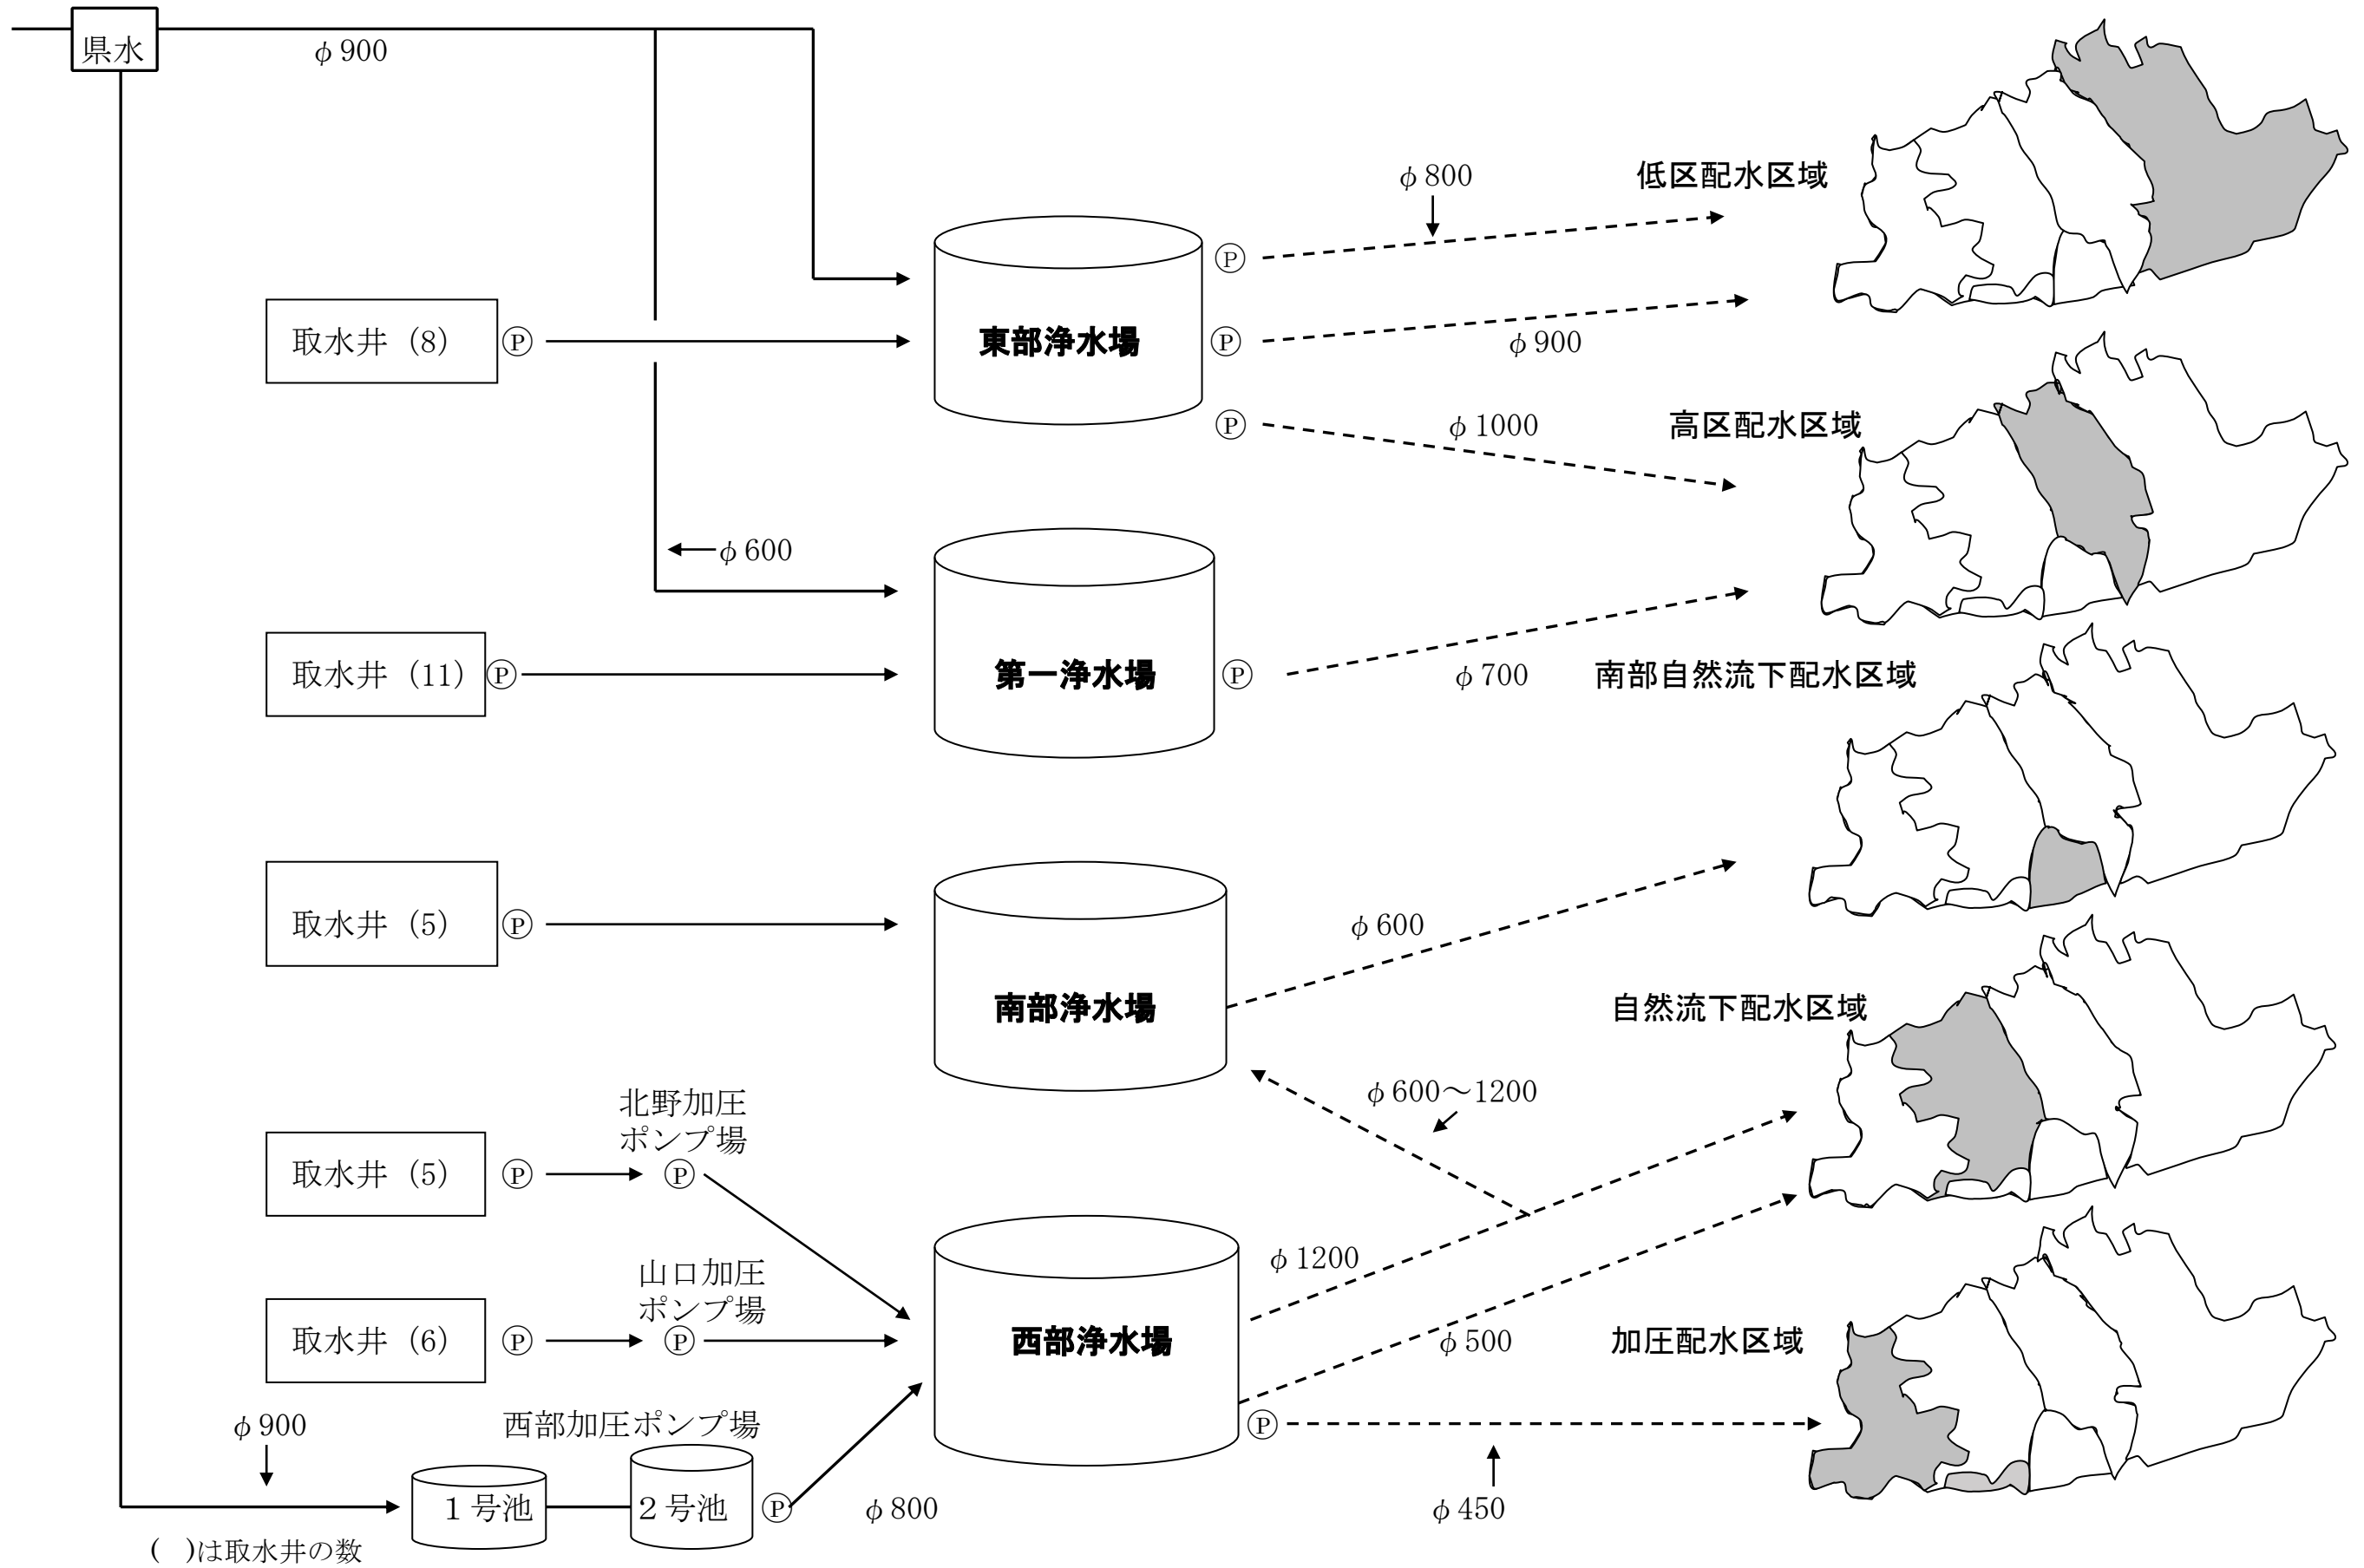 県水
φ900
φ800
低区配水区域
Ⓟ
取水井（8）
Ⓟ
東部浄水場
Ⓟ
φ900
Ⓟ
φ1000
高区配水区域
φ600
取水井（11）
Ⓟ
第一浄水場
Ⓟ
φ700
南部自然流下配水区域
取水井（5）
Ⓟ
φ600
南部浄水場
自然流下配水区域
北野加圧
ポンプ場
φ600～1200
取水井（5）
Ⓟ
Ⓟ
山口加圧
ポンプ場
φ1200
取水井（6）
Ⓟ
Ⓟ
西部浄水場
φ500
加圧配水区域
φ900
西部加圧ポンプ場
Ⓟ
１号池
２号池
Ⓟ
φ800
φ450
(　)は取水井の数